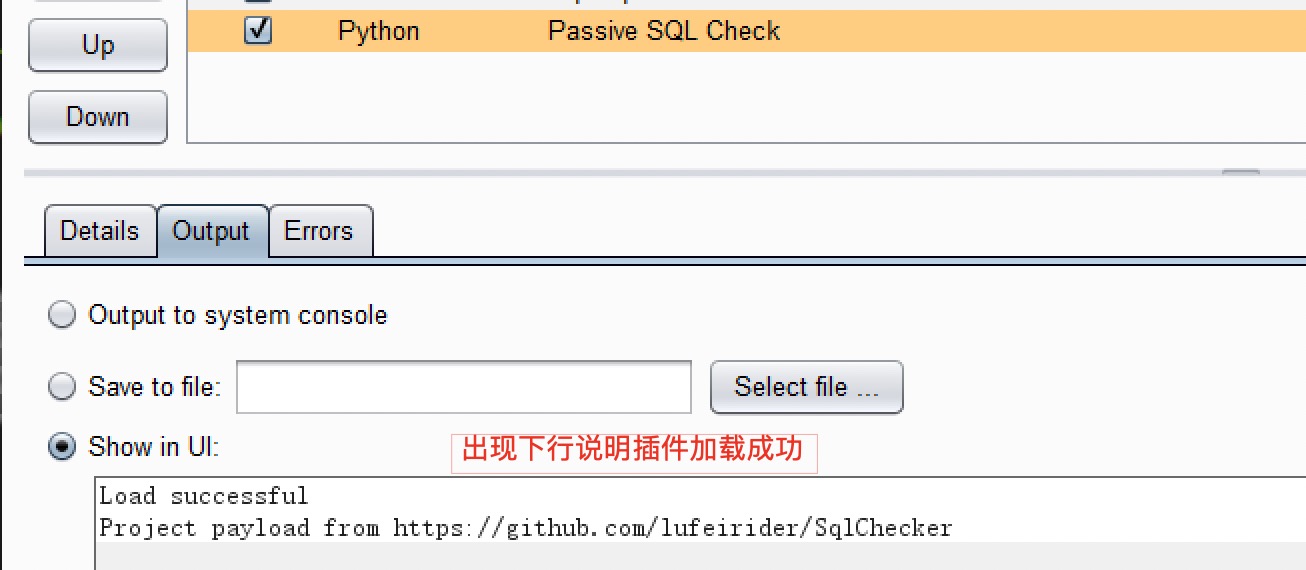 Up
Python Passive SQL Check
Down
Details Output Errors
Output to system console
Save to file: Select file ...
Show in UI:
出现下行说明插件加载成功
Load successful
Project payload from https://github.com/lufeirider/SqlChecker